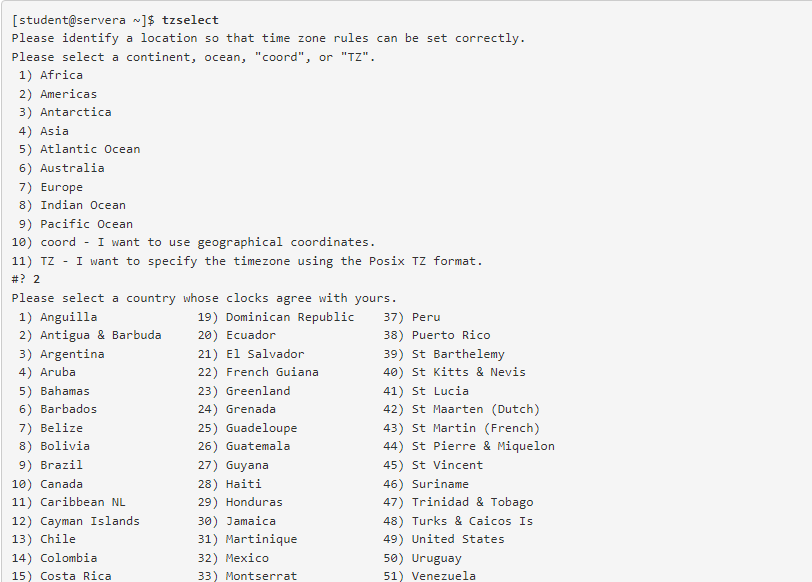 [student@servera ~]$ tzselect
Please identify a location so that time zone rules can be set correctly.
Please select a continent, ocean, "coord", or "TZ".
 1) Africa
 2) Americas
 3) Antarctica
 4) Asia
 5) Atlantic Ocean
 6) Australia
 7) Europe
 8) Indian Ocean
 9) Pacific Ocean
10) coord - I want to use geographical coordinates.
11) TZ - I want to specify the timezone using the Posix TZ format.
#? 2
Please select a country whose clocks agree with yours.
 1) Anguilla              19) Dominican Republic    37) Peru
 2) Antigua & Barbuda     20) Ecuador               38) Puerto Rico
 3) Argentina             21) El Salvador           39) St Barthelemy
 4) Aruba                 22) French Guiana         40) St Kitts & Nevis
 5) Bahamas               23) Greenland             41) St Lucia
 6) Barbados              24) Grenada               42) St Maarten (Dutch)
 7) Belize                25) Guadeloupe            43) St Martin (French)
 8) Bolivia               26) Guatemala             44) St Pierre & Miquelon
 9) Brazil                27) Guyana                45) St Vincent
10) Canada                28) Haiti                 46) Suriname
11) Caribbean NL          29) Honduras              47) Trinidad & Tobago
12) Cayman Islands        30) Jamaica               48) Turks & Caicos Is
13) Chile                 31) Martinique            49) United States
14) Colombia              32) Mexico                50) Uruguay
15) Costa Rica            33) Montserrat            51) Venezuela